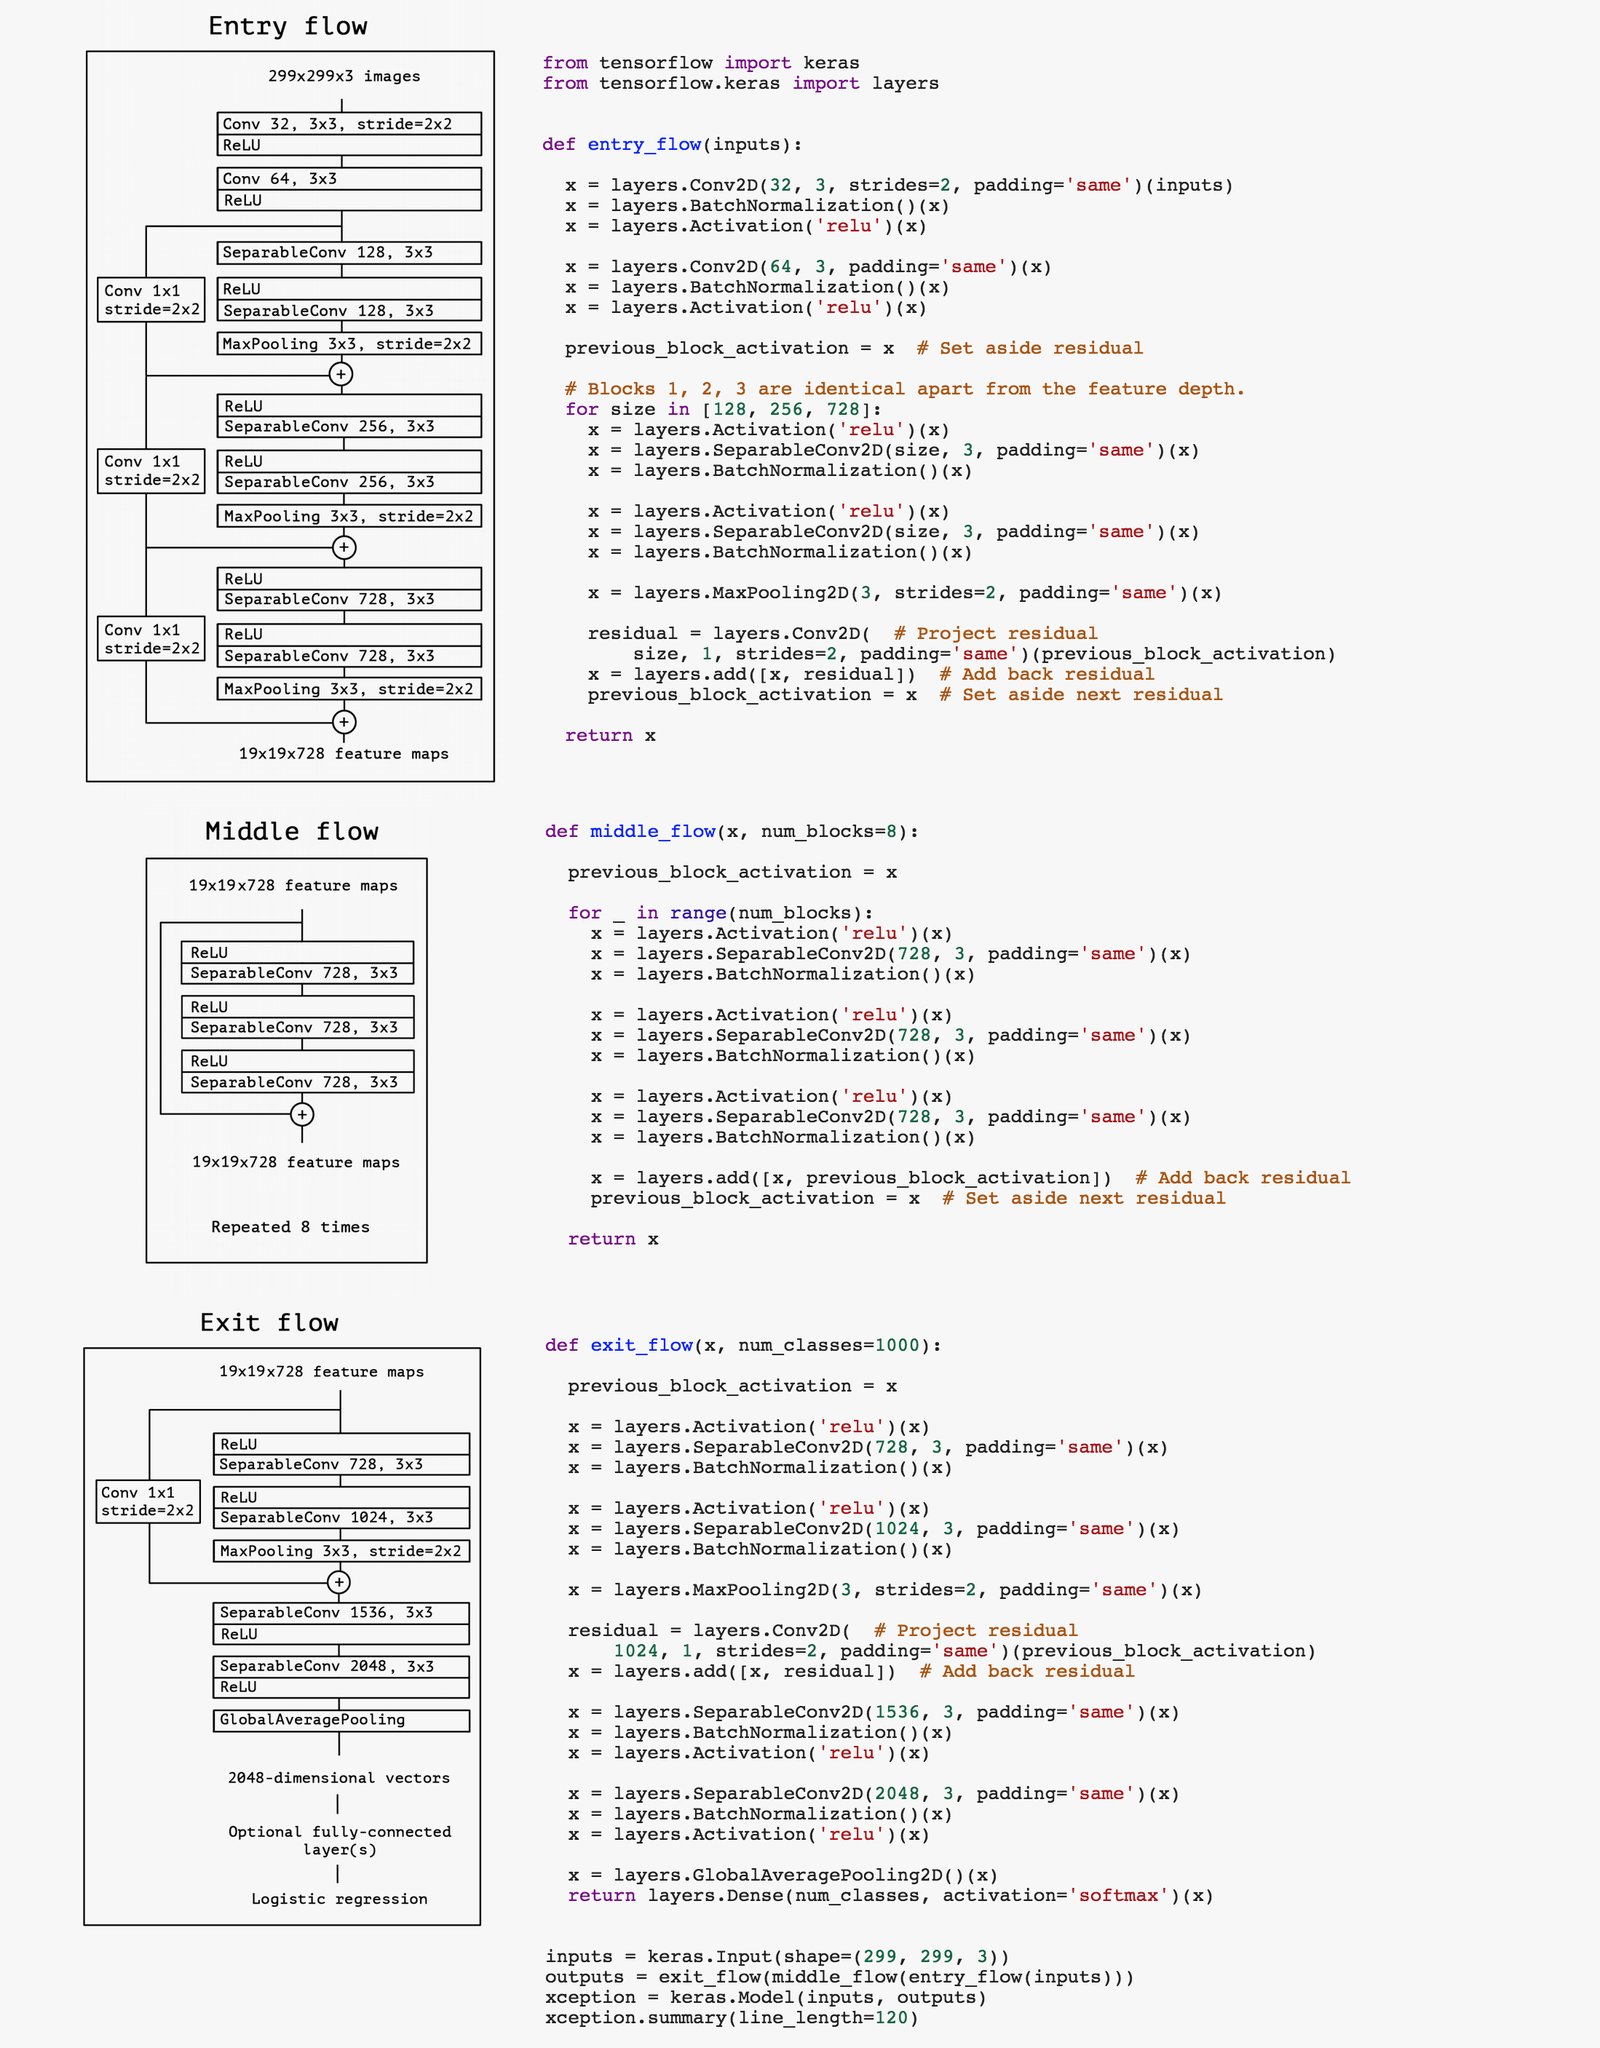 Entry flow
299x299x3 images
Conv 32, 3x3, stride=2x2
ReLU
Conv 64, 3x3
ReLU
SeparableConv 128, 3x3
Conv 1x1
stride=2x2
ReLU
SeparableConv 128, 3x3
MaxPooling 3x3, stride=2x2
+
ReLU
SeparableConv 256, 3x3
Conv 1x1
stride=2x2
ReLU
SeparableConv 256, 3x3
MaxPooling 3x3, stride=2x2
+
ReLU
SeparableConv 728, 3x3
Conv 1x1
stride=2x2
ReLU
SeparableConv 728, 3x3
MaxPooling 3x3, stride=2x2
+
19x19x728 feature maps
from tensorflow import keras
from tensorflow.keras import layers
def entry_flow(inputs):
x = layers.Conv2D(32, 3, strides=2, padding='same')(inputs)
x = layers.BatchNormalization()(x)
x = layers.Activation('relu')(x)
x = layers.Conv2D(64, 3, padding='same')(x)
x = layers.BatchNormalization()(x)
x = layers.Activation('relu')(x)
previous_block_activation = x  # Set aside residual
# Blocks 1, 2, 3 are identical apart from the feature depth.
for size in [128, 256, 728]:
x = layers.Activation('relu')(x)
x = layers.SeparableConv2D(size, 3, padding='same')(x)
x = layers.BatchNormalization()(x)
x = layers.Activation('relu')(x)
x = layers.SeparableConv2D(size, 3, padding='same')(x)
x = layers.BatchNormalization()(x)
x = layers.MaxPooling2D(3, strides=2, padding='same')(x)
residual = layers.Conv2D(  # Project residual
size, 1, strides=2, padding='same')(previous_block_activation)
x = layers.add([x, residual])  # Add back residual
previous_block_activation = x  # Set aside next residual
return x
Middle flow
19x19x728 feature maps
ReLU
SeparableConv 728, 3x3
ReLU
SeparableConv 728, 3x3
ReLU
SeparableConv 728, 3x3
+
19x19x728 feature maps
Repeated 8 times
def middle_flow(x, num_blocks=8):
previous_block_activation = x
for _ in range(num_blocks):
x = layers.Activation('relu')(x)
x = layers.SeparableConv2D(728, 3, padding='same')(x)
x = layers.BatchNormalization()(x)
x = layers.Activation('relu')(x)
x = layers.SeparableConv2D(728, 3, padding='same')(x)
x = layers.BatchNormalization()(x)
x = layers.Activation('relu')(x)
x = layers.SeparableConv2D(728, 3, padding='same')(x)
x = layers.BatchNormalization()(x)
x = layers.add([x, previous_block_activation])  # Add back residual
previous_block_activation = x  # Set aside next residual
return x
Exit flow
19x19x728 feature maps
ReLU
SeparableConv 728, 3x3
Conv 1x1
stride=2x2
ReLU
SeparableConv 1024, 3x3
MaxPooling 3x3, stride=2x2
+
SeparableConv 1536, 3x3
ReLU
SeparableConv 2048, 3x3
ReLU
GlobalAveragePooling
2048-dimensional vectors
Optional fully-connected
layer(s)
Logistic regression
def exit_flow(x, num_classes=1000):
previous_block_activation = x
x = layers.Activation('relu')(x)
x = layers.SeparableConv2D(728, 3, padding='same')(x)
x = layers.BatchNormalization()(x)
x = layers.Activation('relu')(x)
x = layers.SeparableConv2D(1024, 3, padding='same')(x)
x = layers.BatchNormalization()(x)
x = layers.MaxPooling2D(3, strides=2, padding='same')(x)
residual = layers.Conv2D(  # Project residual
1024, 1, strides=2, padding='same')(previous_block_activation)
x = layers.add([x, residual])  # Add back residual
x = layers.SeparableConv2D(1536, 3, padding='same')(x)
x = layers.BatchNormalization()(x)
x = layers.Activation('relu')(x)
x = layers.SeparableConv2D(2048, 3, padding='same')(x)
x = layers.BatchNormalization()(x)
x = layers.Activation('relu')(x)
x = layers.GlobalAveragePooling2D()(x)
return layers.Dense(num_classes, activation='softmax')(x)
inputs = keras.Input(shape=(299, 299, 3))
outputs = exit_flow(middle_flow(entry_flow(inputs)))
xception = keras.Model(inputs, outputs)
xception.summary(line_length=120)